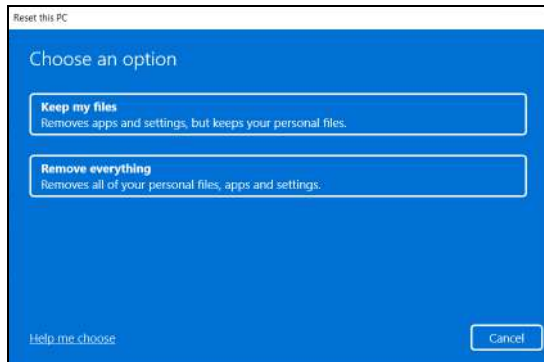 Reset this PC
Choose an option
Keep my files
Removes apps and settings, but keeps your personal files.
Remove everything
Removes all of your personal files, apps and settings.
Help me choose
Cancel